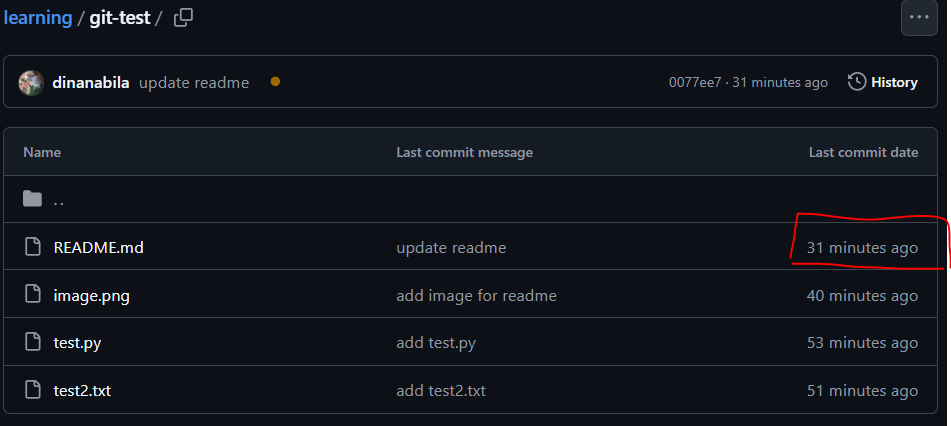 learning / git-test /
dinanabila update readme 0077ee7 · 31 minutes ago History
Name Last commit message Last commit date
..
README.md update readme 31 minutes ago
image.png add image for readme 40 minutes ago
test.py add test.py 53 minutes ago
test2.txt add test2.txt 51 minutes ago